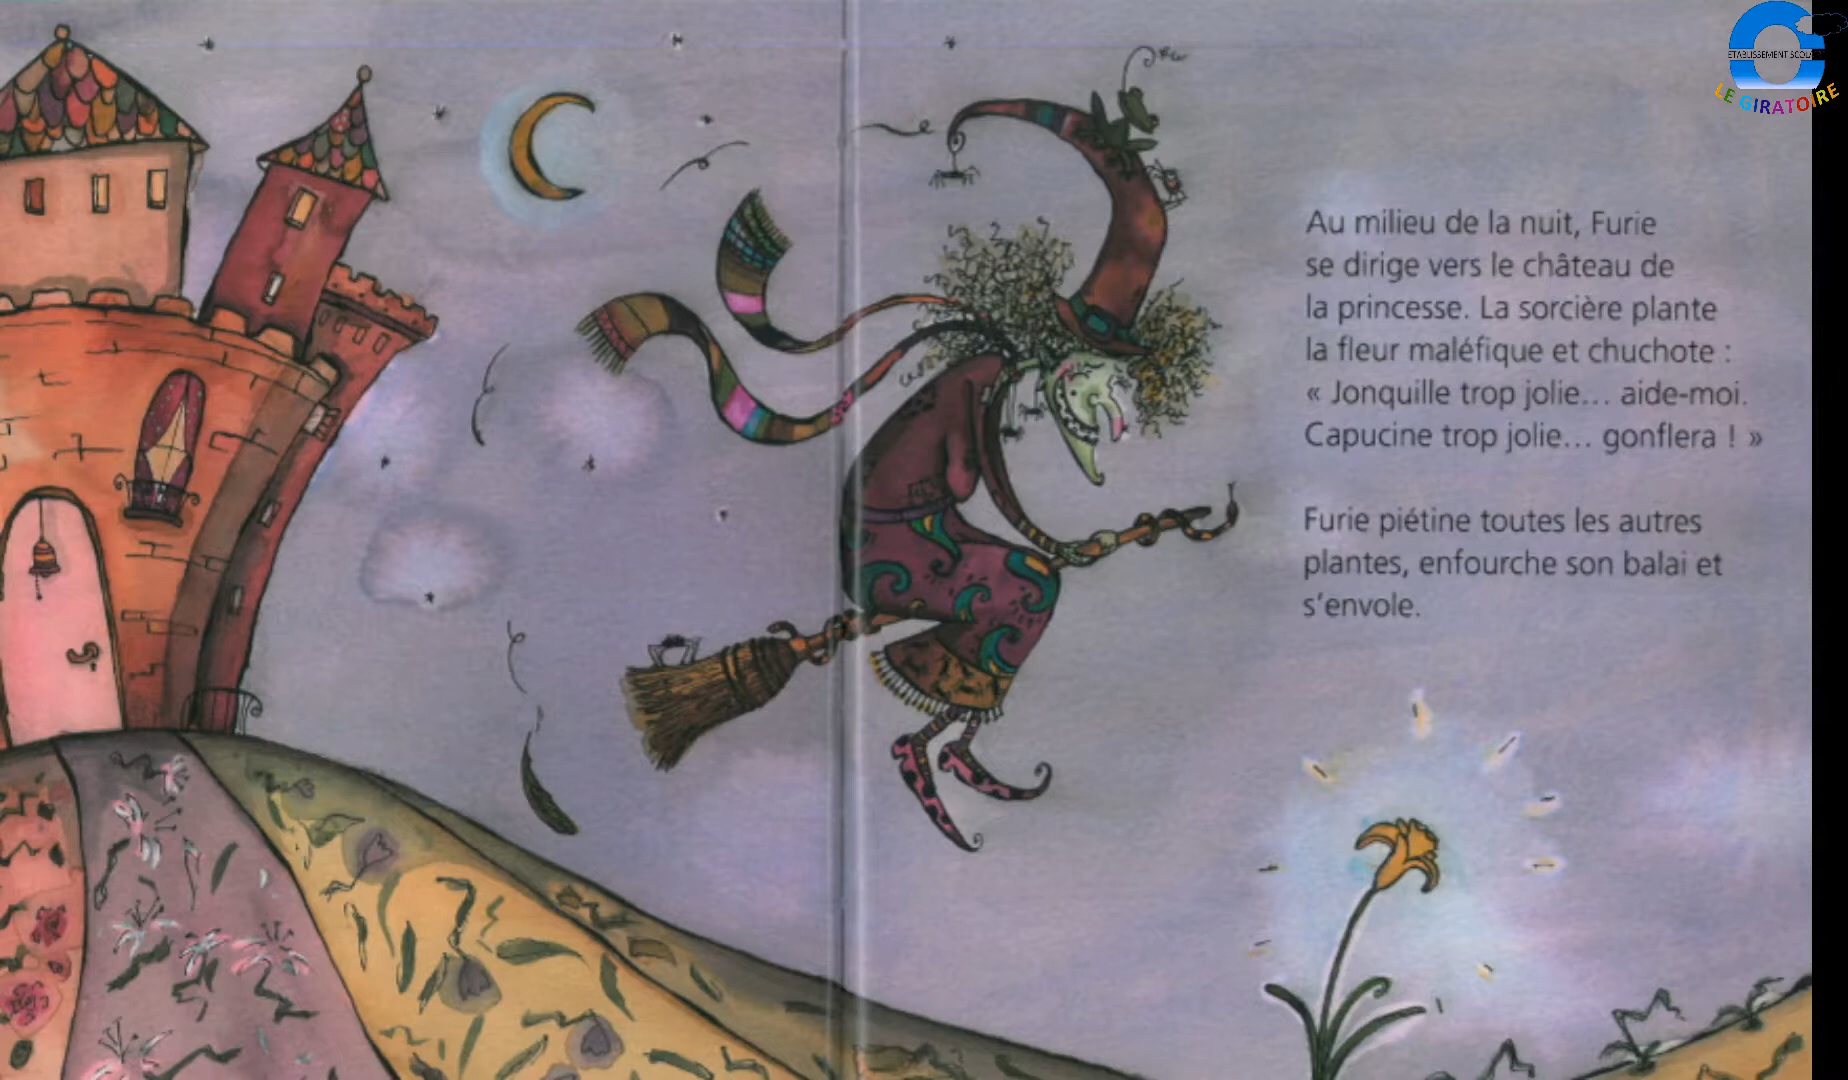 ETABLISSEMENT SCOLA
LE GIRATOIRE
Au milieu de la nuit, Furie
se dirige vers le château de
la princesse. La sorcière plante
la fleur maléfique et chuchote :
« Jonquille trop jolie… aide-moi.
Capucine trop jolie… gonflera ! »
Furie piétine toutes les autres
plantes, enfourche son balai et
s'envole.